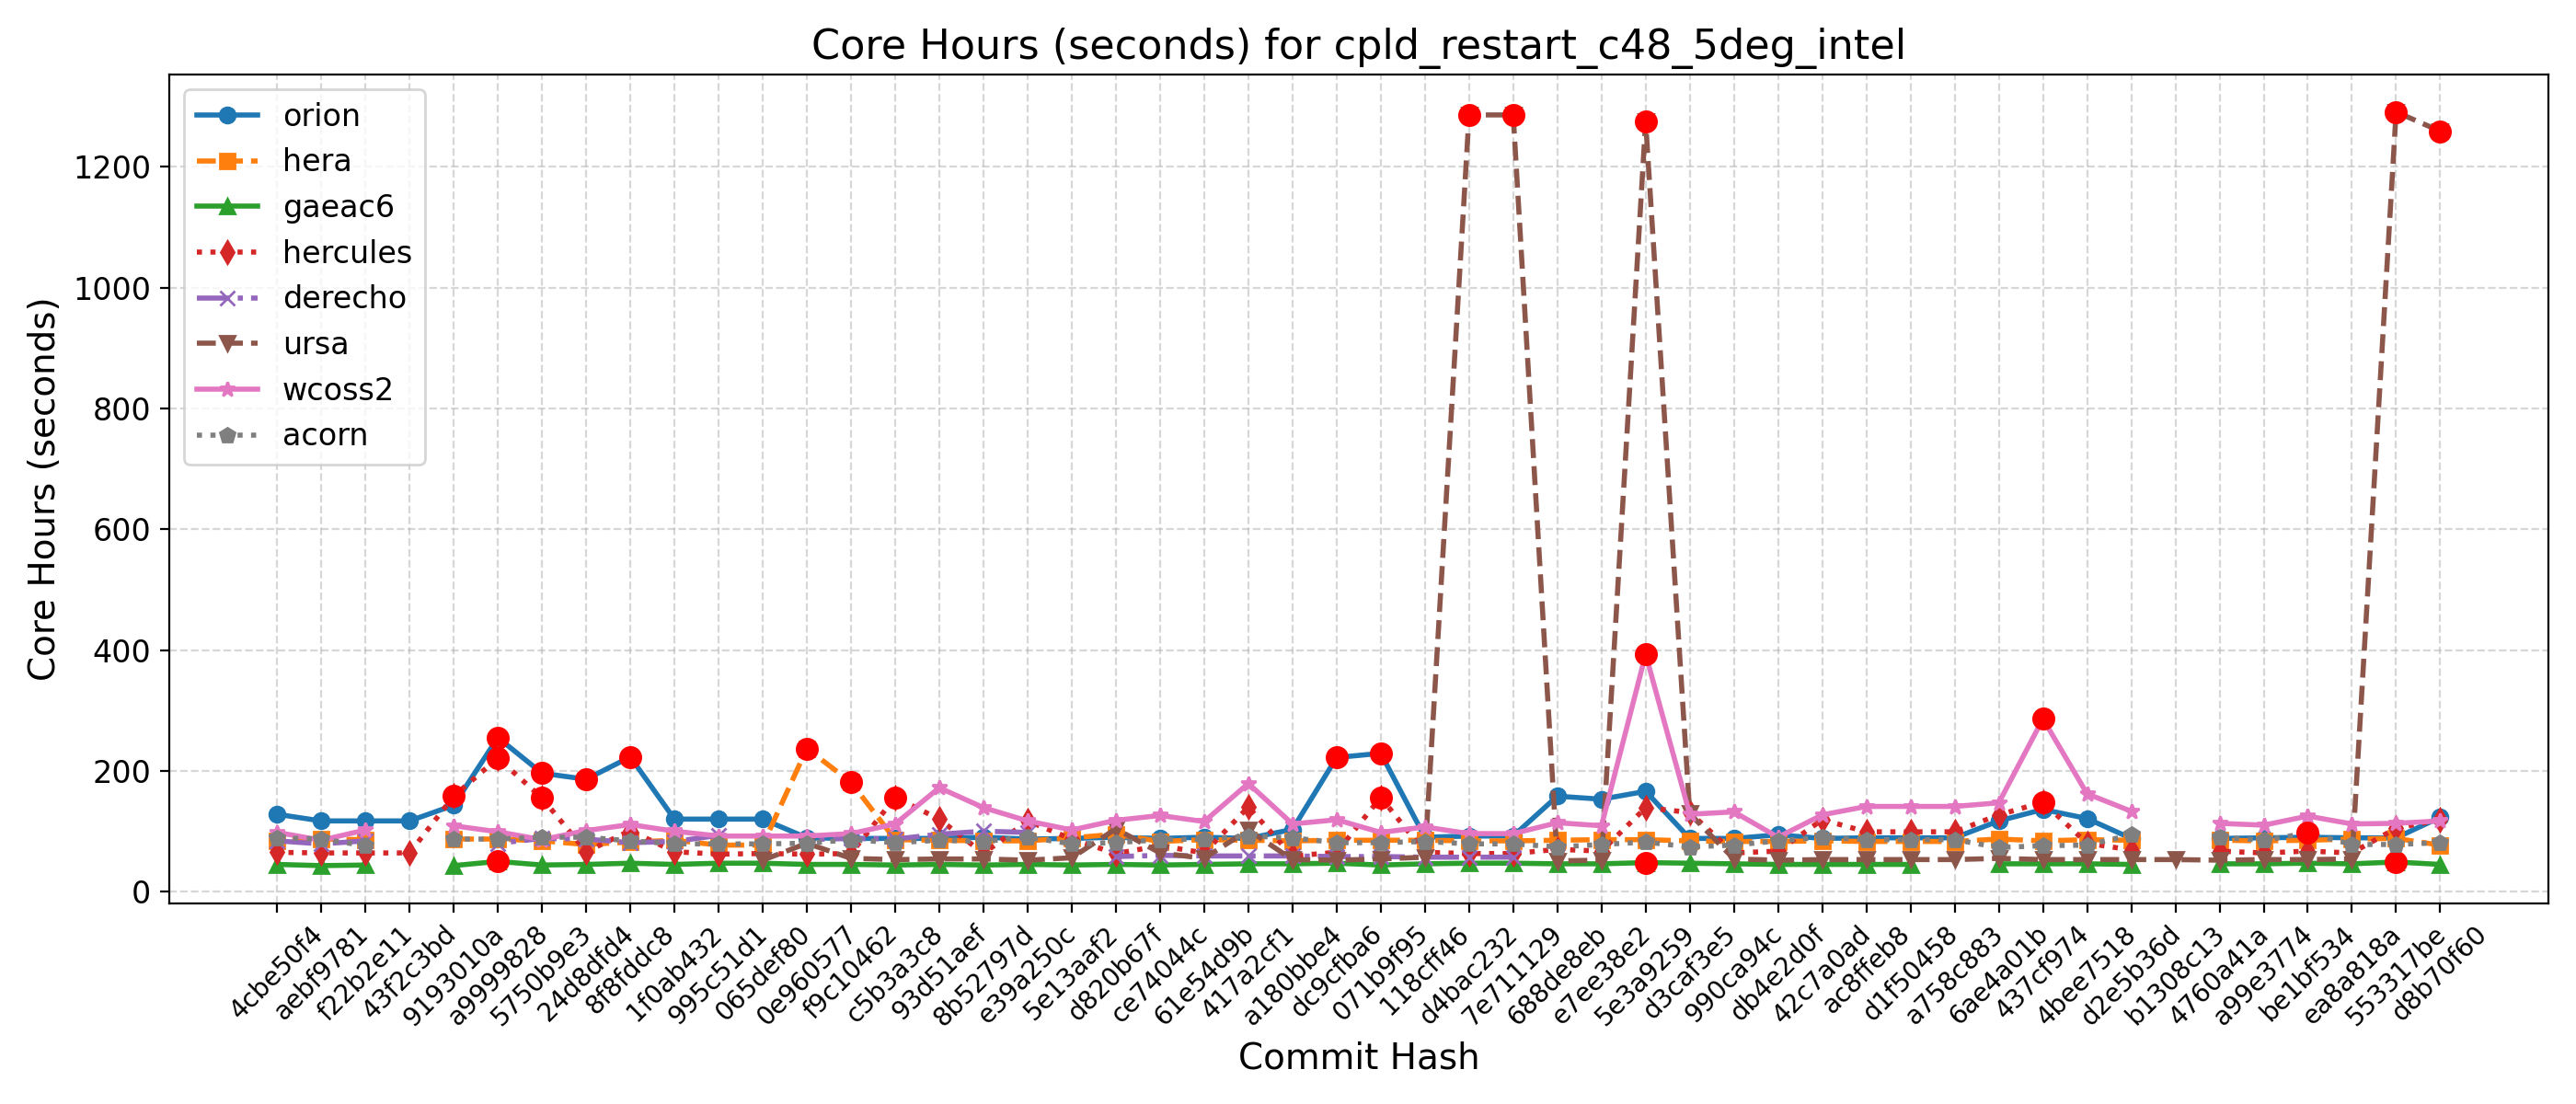 Core Hours (seconds) for cpld_restart_c48_5deg_intel
orion
hera
gaeac6
hercules
derecho
ursa
wcoss2
acorn
Core Hours (seconds)
1200
1000
800
600
400
200
0
4cbe50f4
aebf9781
f22b2e11
43f2c3bd
9193010a
a9999828
5750b9e3
24d8dfd4
8f8fddc8
1f0ab432
995c51d1
065def80
0e960577
f9c10462
c5b3a3c8
93d51aef
8b52797d
e39a250c
5e13aaf2
d820b67f
ce74044c
61e54d9b
417a2cf1
a180bbe4
dc9cfba6
071b9f95
118cff46
d4bac232
7e711129
688de8eb
e7ee38e2
5e3a9259
d3caf3e5
990ca94c
db4e2d0f
42c7a0ad
ac8ffeb8
d1f50458
a758c883
6ae4a01b
437cf974
4bee7518
d2e5b36d
b1308c13
4760a41a
a99e3774
be1bf534
ea8a818a
553317be
d8b70f60
Commit Hash